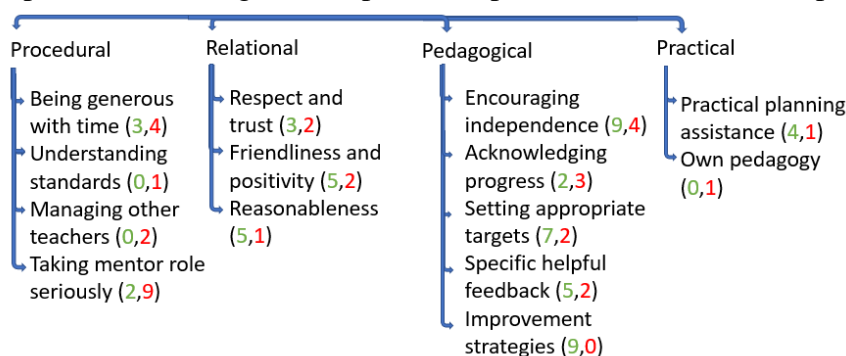 Procedural
Being generous
with time (3,4)
Understanding
standards (0,1)
Managing other
teachers (0,2)
Taking mentor role
seriously (2,9)
Relational
Respect and
trust (3,2)
Friendliness and
positivity (5,2)
Reasonableness
(5,1)
Pedagogical
Encouraging
independence (9,4)
Acknowledging
progress (2,3)
Setting appropriate
targets (7,2)
Specific helpful
feedback (5,2)
Improvement
strategies (9,0)
Practical
Practical planning
assistance (4,1)
Own pedagogy
(0,1)